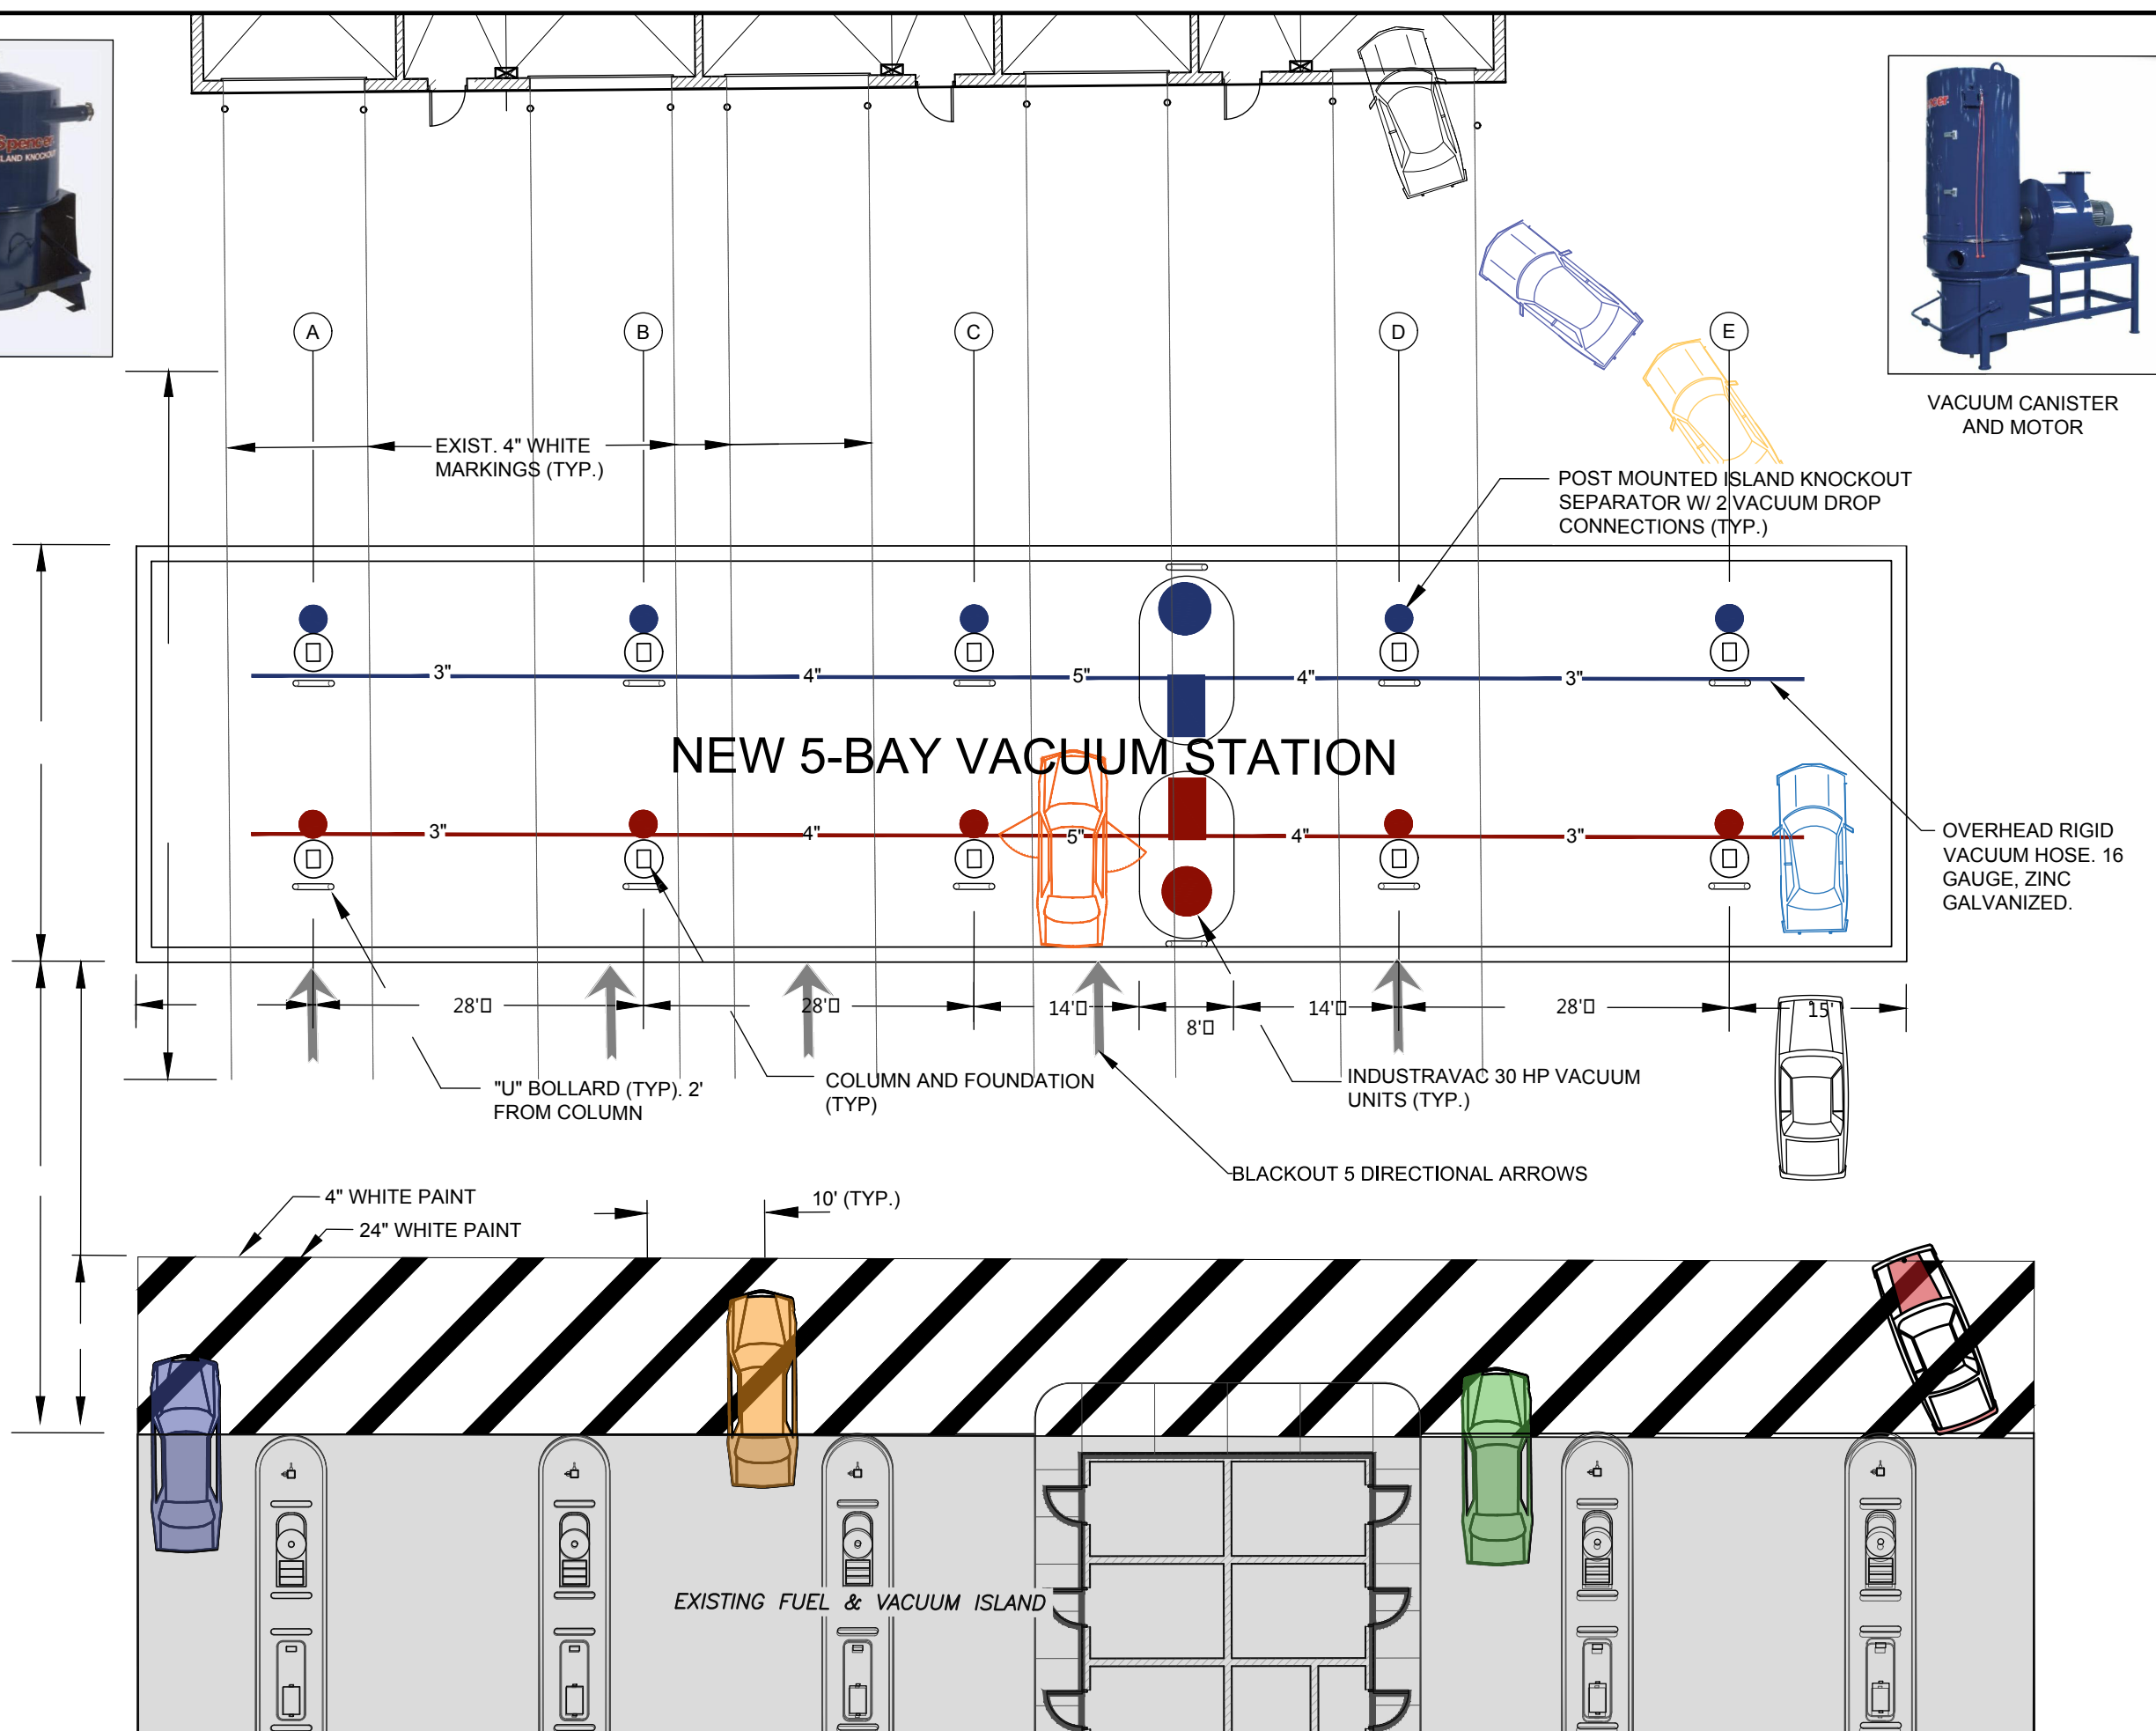 Spencer
ISLAND KNOCKOUT
VACUUM CANISTER
AND MOTOR
A
B
C
D
E
EXIST. 4" WHITE
MARKINGS (TYP.)
POST MOUNTED ISLAND KNOCKOUT
SEPARATOR W/ 2 VACUUM DROP
CONNECTIONS (TYP.)
3" 4" 5" 4" 3"
NEW 5-BAY VACUUM STATION
3" 4" 5" 4" 3"
OVERHEAD RIGID
VACUUM HOSE. 16
GAUGE, ZINC
GALVANIZED.
28'▯ 28'▯ 14'▯ 8'▯ 14'▯ 28'▯ 15'
"U" BOLLARD (TYP). 2'
FROM COLUMN
COLUMN AND FOUNDATION
(TYP)
INDUSTRAVAC 30 HP VACUUM
UNITS (TYP.)
BLACKOUT 5 DIRECTIONAL ARROWS
4" WHITE PAINT
24" WHITE PAINT
10' (TYP.)
EXISTING FUEL & VACUUM ISLAND